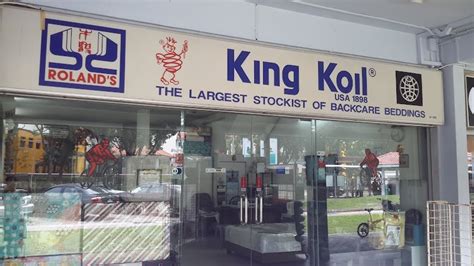 ROLAND'S
King Koil®
USA 1898
THE LARGEST STOCKIST OF BACKCARE BEDDINGS